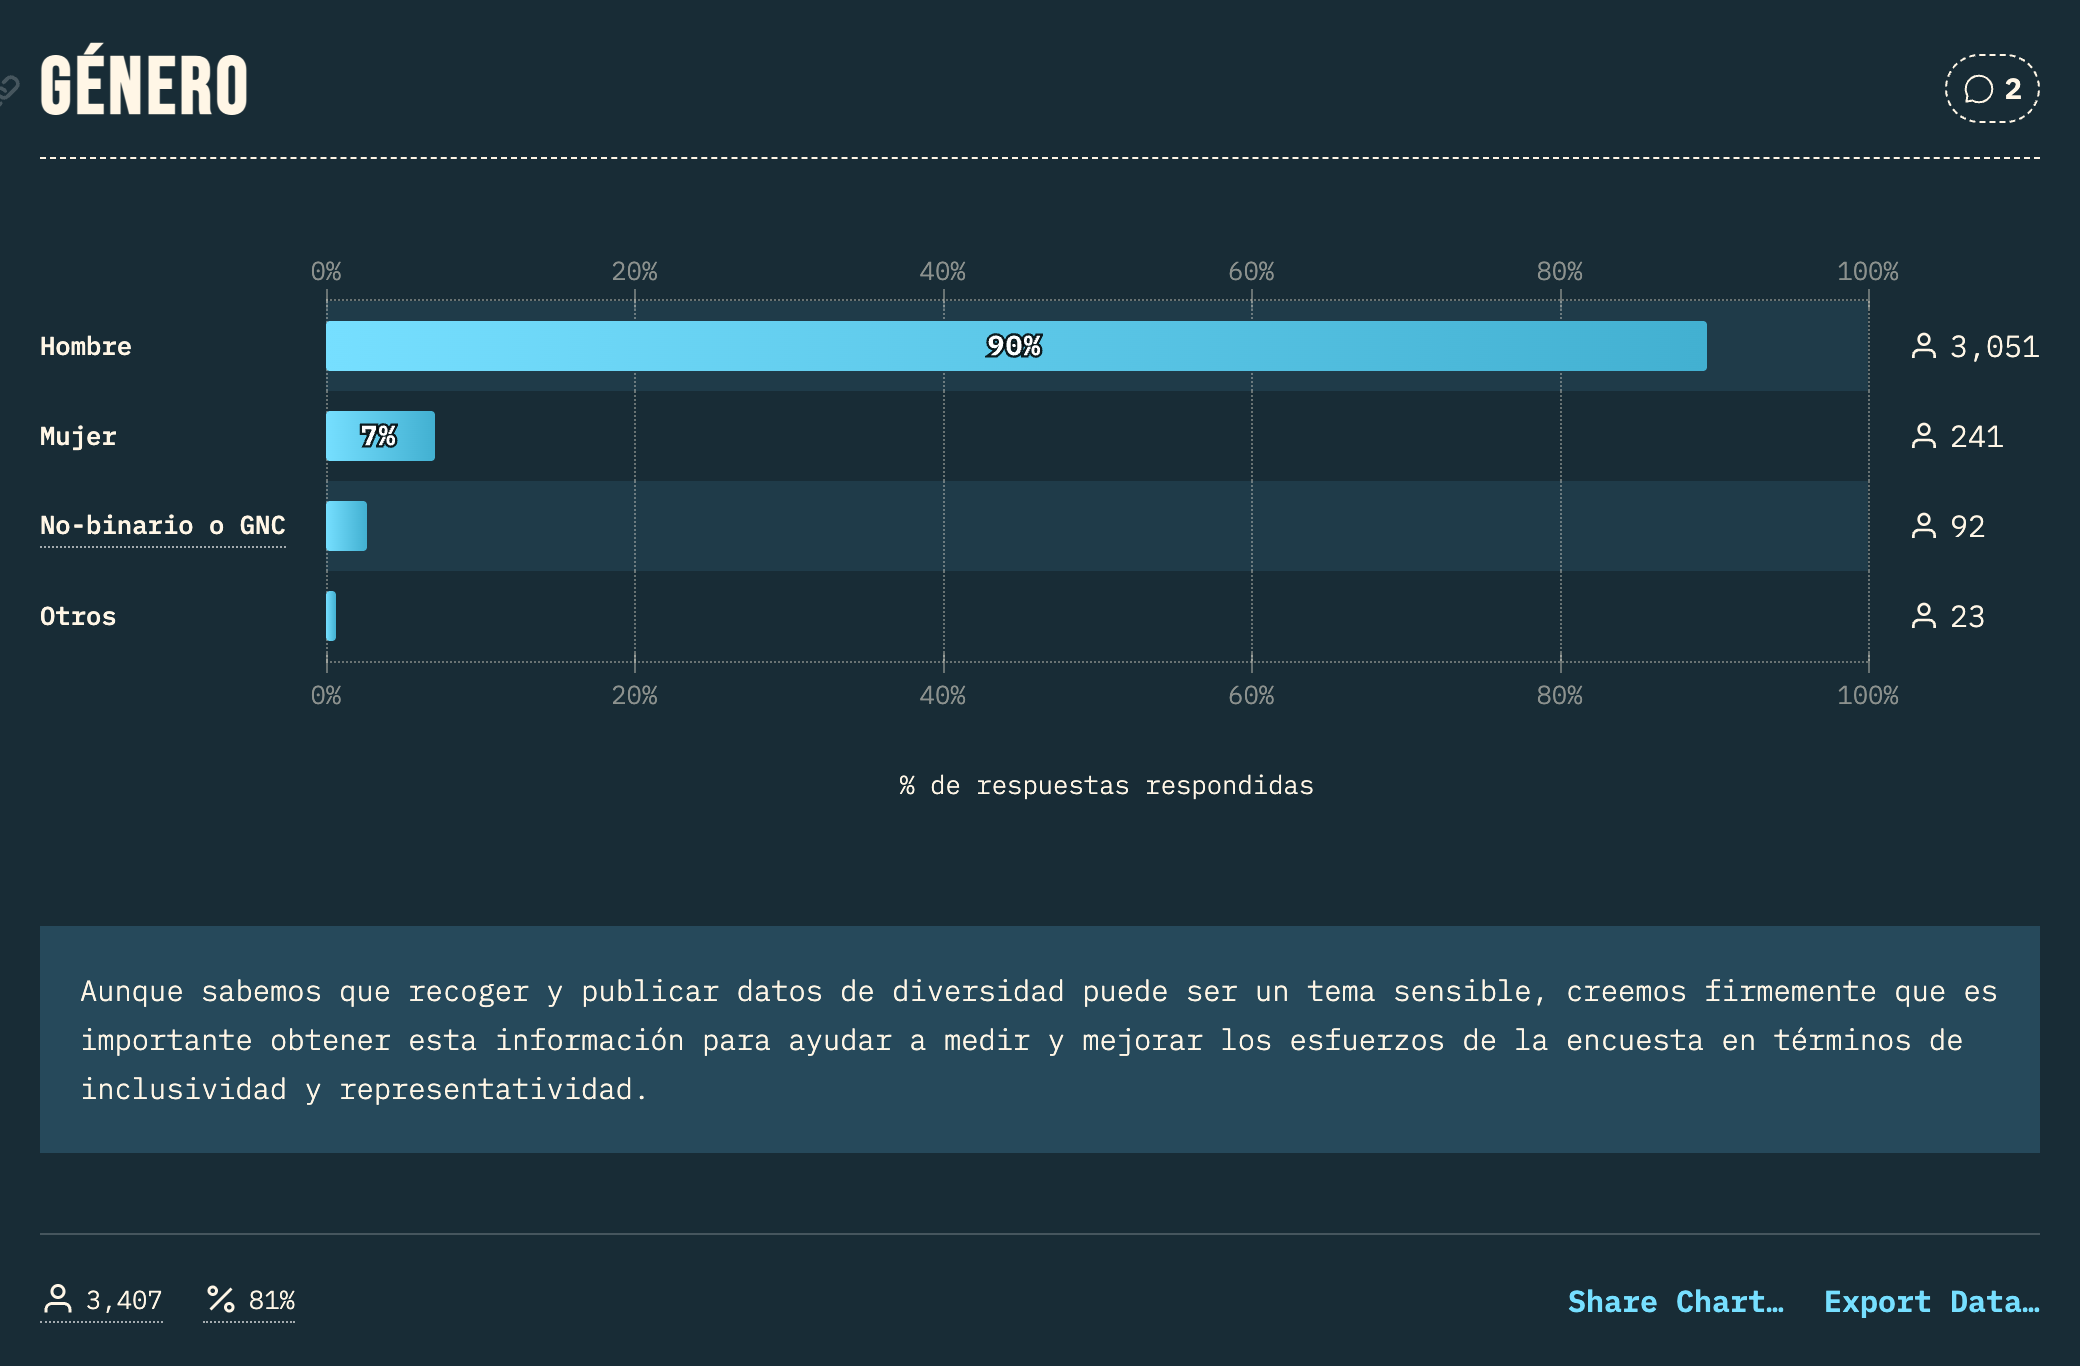 GÉNERO
2
0% 20% 40% 60% 80% 100%
Hombre 90% 3,051
Mujer 7% 241
No-binario o GNC 92
Otros 23
0% 20% 40% 60% 80% 100%
% de respuestas respondidas
Aunque sabemos que recoger y publicar datos de diversidad puede ser un tema sensible, creemos firmemente que es
importante obtener esta información para ayudar a medir y mejorar los esfuerzos de la encuesta en términos de
inclusividad y representatividad.
3,407 % 81% Share Chart… Export Data…